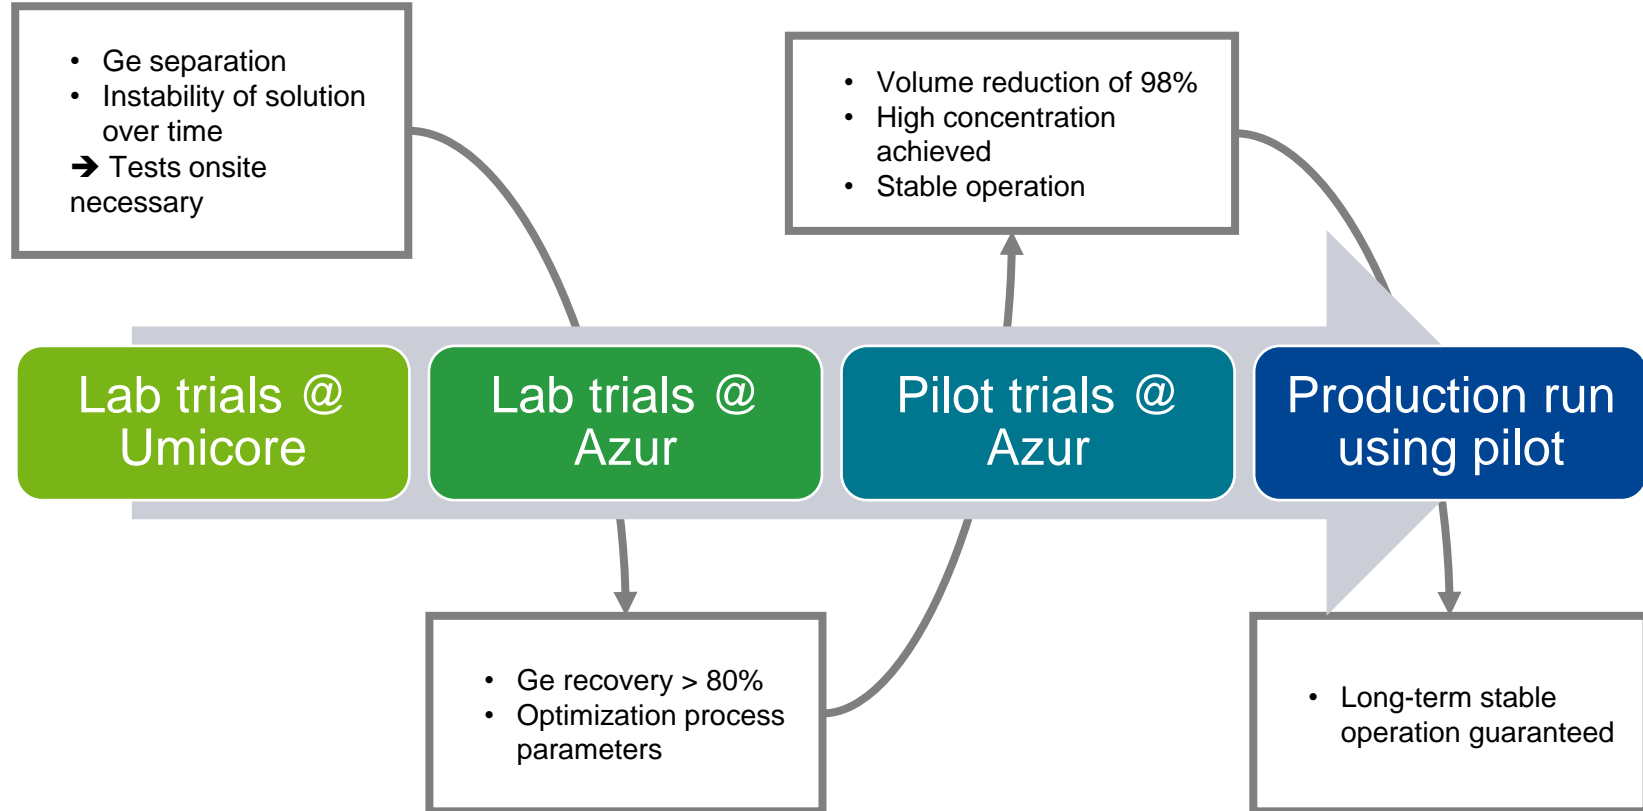 • Ge separation
• Instability of solution
over time
➔ Tests onsite
necessary
• Volume reduction of 98%
• High concentration
achieved
• Stable operation
Lab trials @
Umicore
Lab trials @
Azur
Pilot trials @
Azur
Production run
using pilot
• Ge recovery > 80%
• Optimization process
parameters
• Long-term stable
operation guaranteed